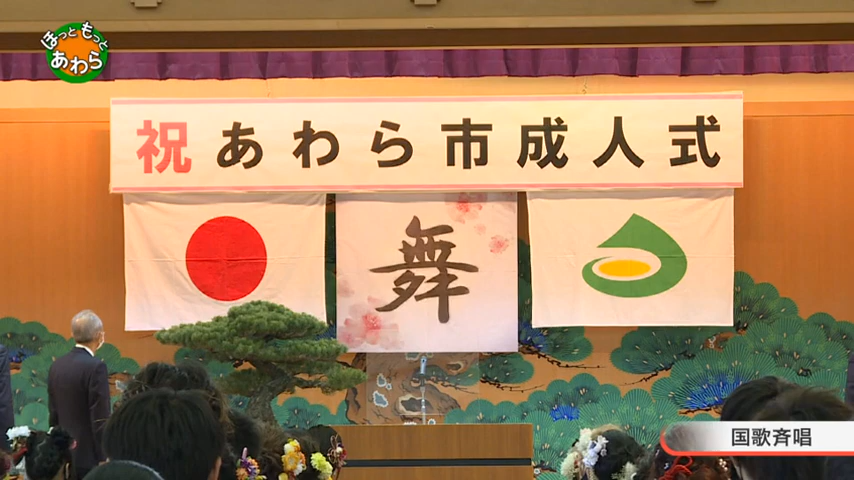 ほっともっと
あわら
祝あわら市成人式
舞
国歌斉唱